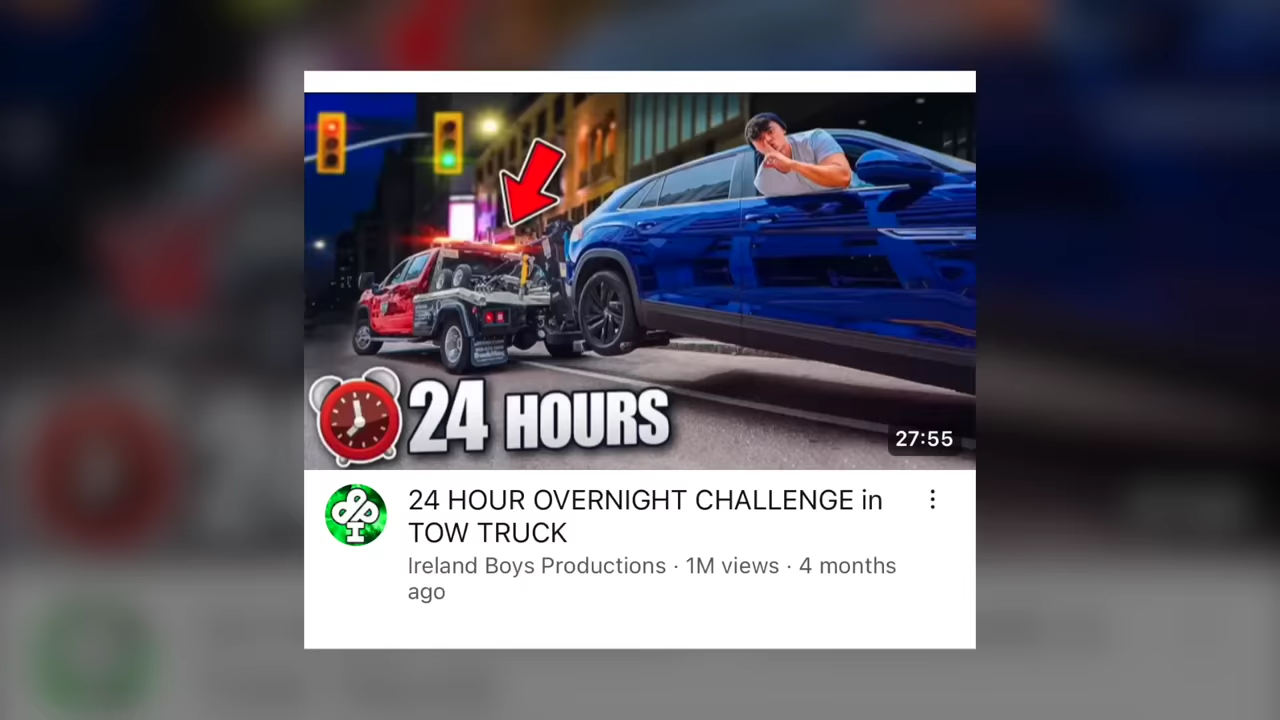 24 HOURS
27:55
24 HOUR OVERNIGHT CHALLENGE in
TOW TRUCK
Ireland Boys Productions · 1M views · 4 months
ago